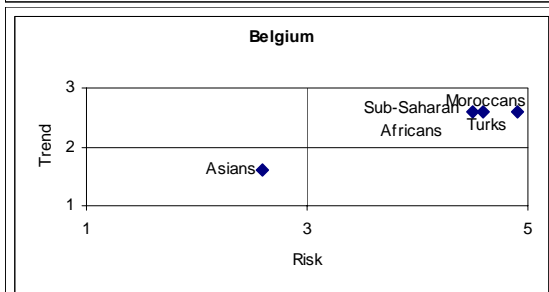 Belgium
3
Moroccans
Sub-Saharan
Africans
Turks
Trend
2
Asians
1
1
3
5
Risk